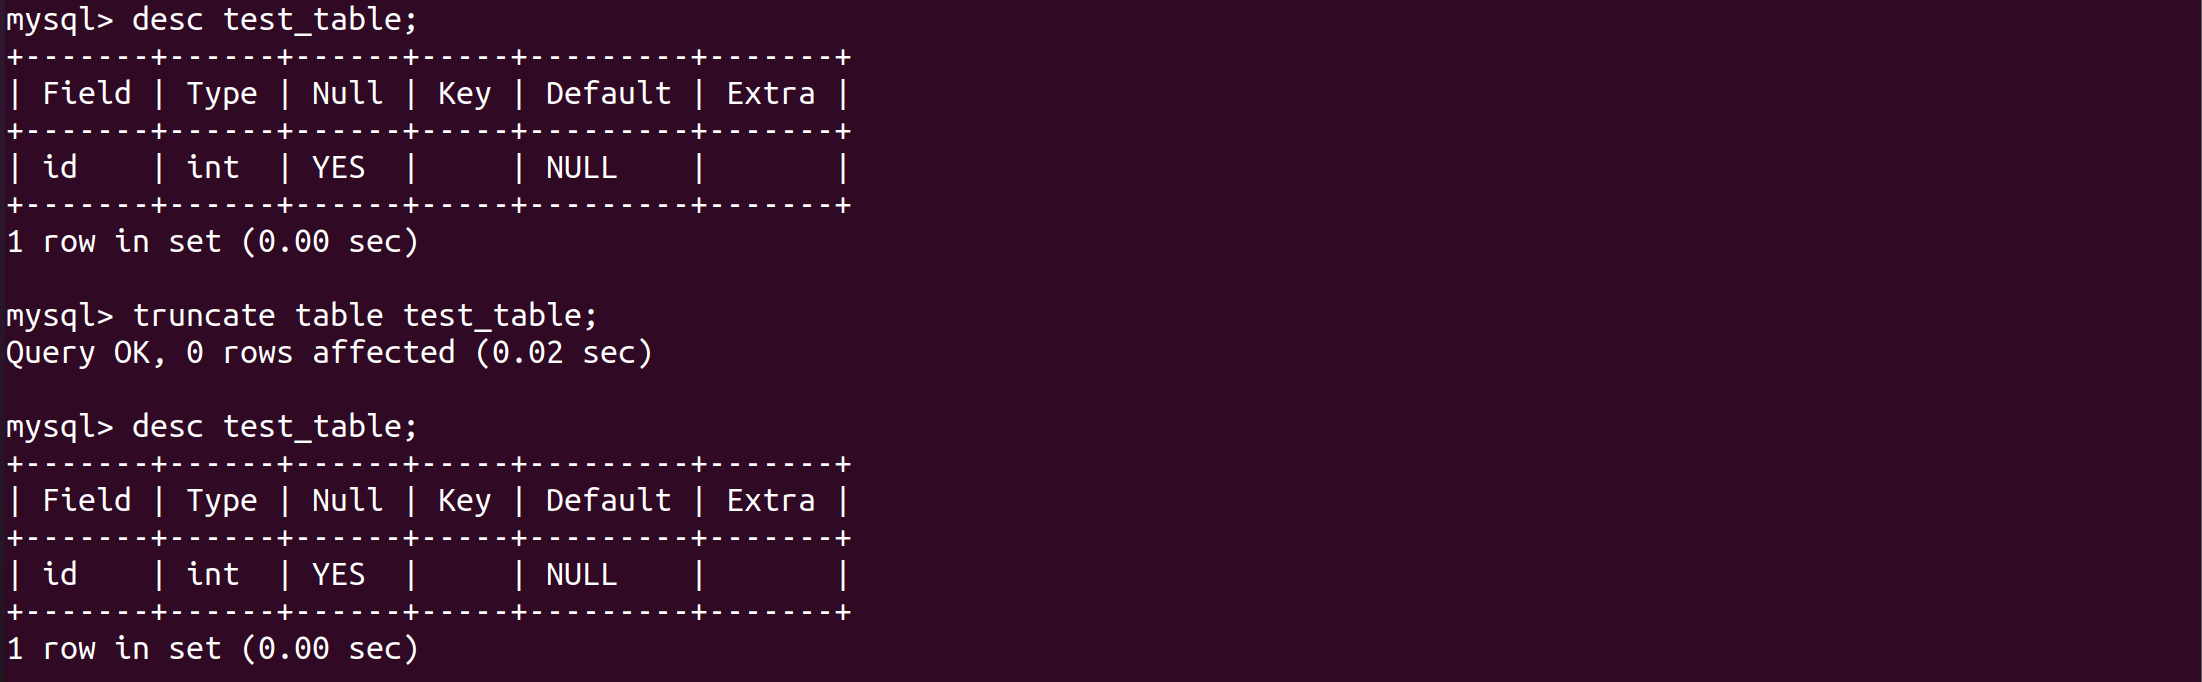 mysql> desc test_table;
+-------+------+------+-----+---------+-------+
| Field | Type | Null | Key | Default | Extra |
+-------+------+------+-----+---------+-------+
| id    | int  | YES  |     | NULL    |       |
+-------+------+------+-----+---------+-------+
1 row in set (0.00 sec)

mysql> truncate table test_table;
Query OK, 0 rows affected (0.02 sec)

mysql> desc test_table;
+-------+------+------+-----+---------+-------+
| Field | Type | Null | Key | Default | Extra |
+-------+------+------+-----+---------+-------+
| id    | int  | YES  |     | NULL    |       |
+-------+------+------+-----+---------+-------+
1 row in set (0.00 sec)